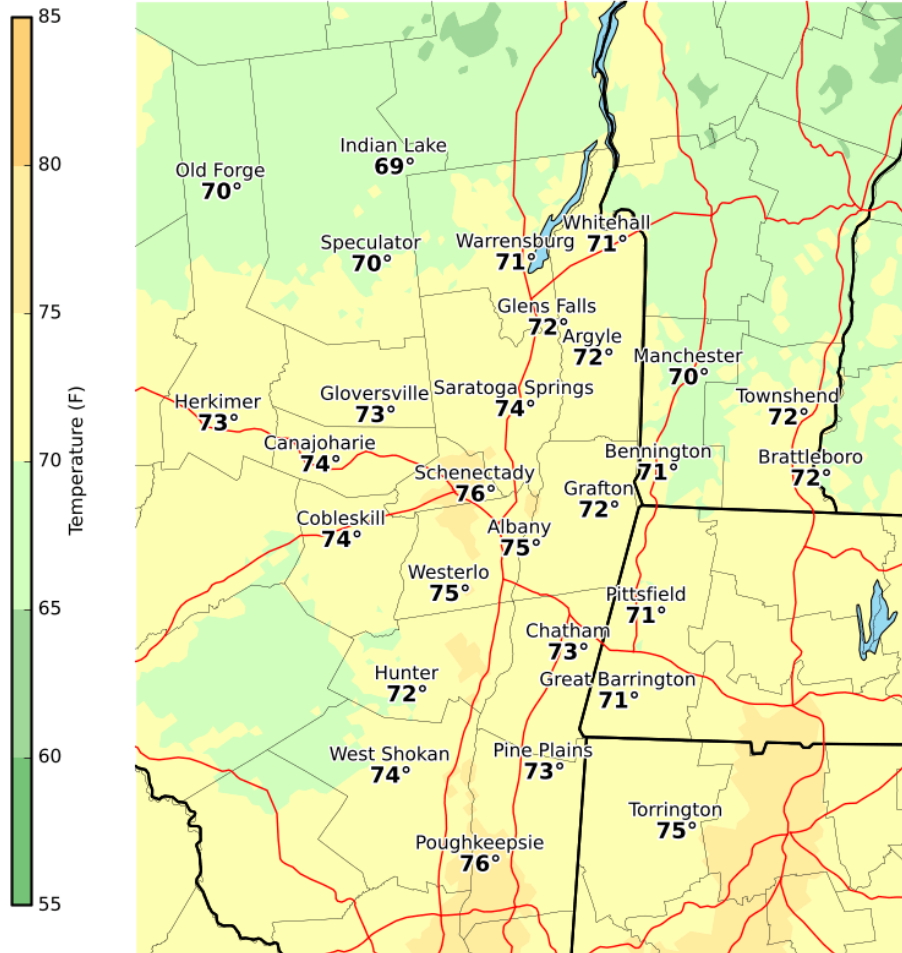 85
80
75
70
65
60
55
Temperature (F)
Indian Lake
69°
Old Forge
70°
Whitehall
71°
Speculator
70°
Warrensburg
71°
Glens Falls
72°
Argyle
72°
Manchester
70°
Gloversville
73°
Saratoga Springs
74°
Herkimer
73°
Townshend
72°
Canajoharie
74°
Bennington
71°
Brattleboro
72°
Schenectady
76°
Grafton
72°
Cobleskill
74°
Albany
75°
Westerlo
75°
Pittsfield
71°
Chatham
73°
Hunter
72°
Great Barrington
71°
West Shokan
74°
Pine Plains
73°
Torrington
75°
Poughkeepsie
76°